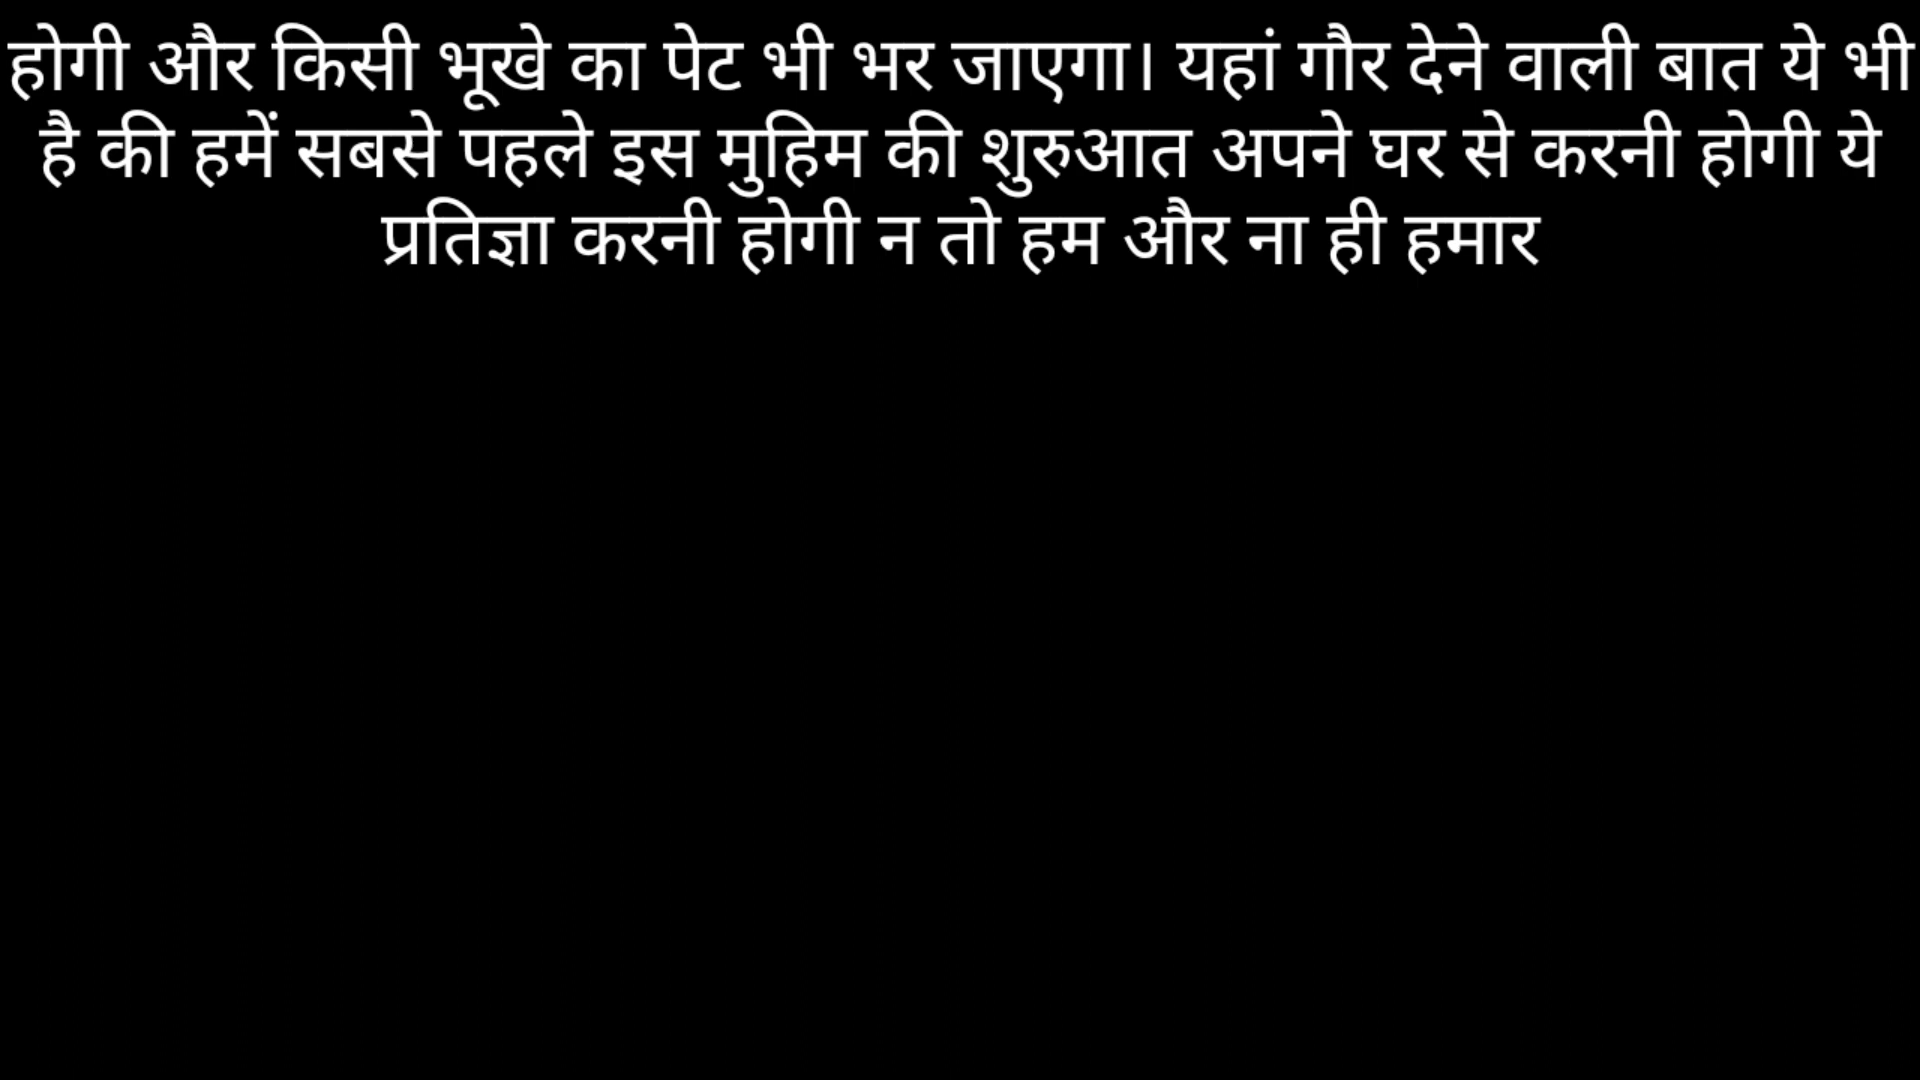 होगी और किसी भूखे का पेट भी भर जाएगा। यहां गौर देने वाली बात ये भी
है की हमें सबसे पहले इस मुहिम की शुरुआत अपने घर से करनी होगी ये
प्रतिज्ञा करनी होगी न तो हम और ना ही हमार